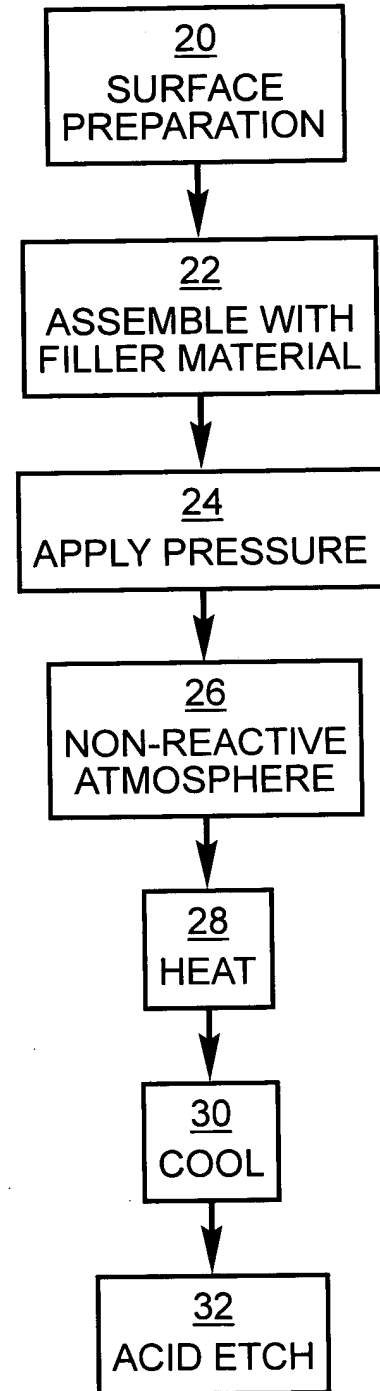 20
SURFACE
PREPARATION
22
ASSEMBLE WITH
FILLER MATERIAL
24
APPLY PRESSURE
26
NON-REACTIVE
ATMOSPHERE
28
HEAT
30
COOL
32
ACID ETCH